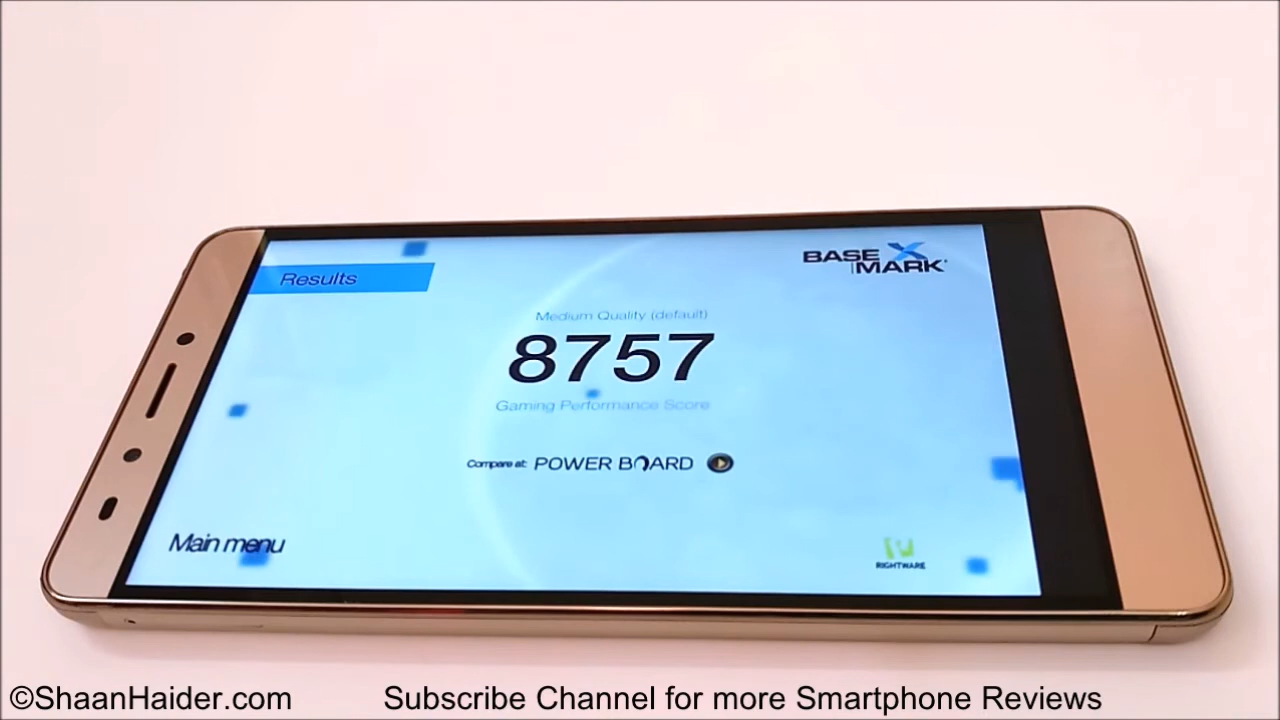 Results
BASE X
MARK
Medium Quality (default)
8757
Gaming Performance Score
Compare at: POWER BOARD
Main menu
RIGHTWARE
©ShaanHaider.com
Subscribe Channel for more Smartphone Reviews